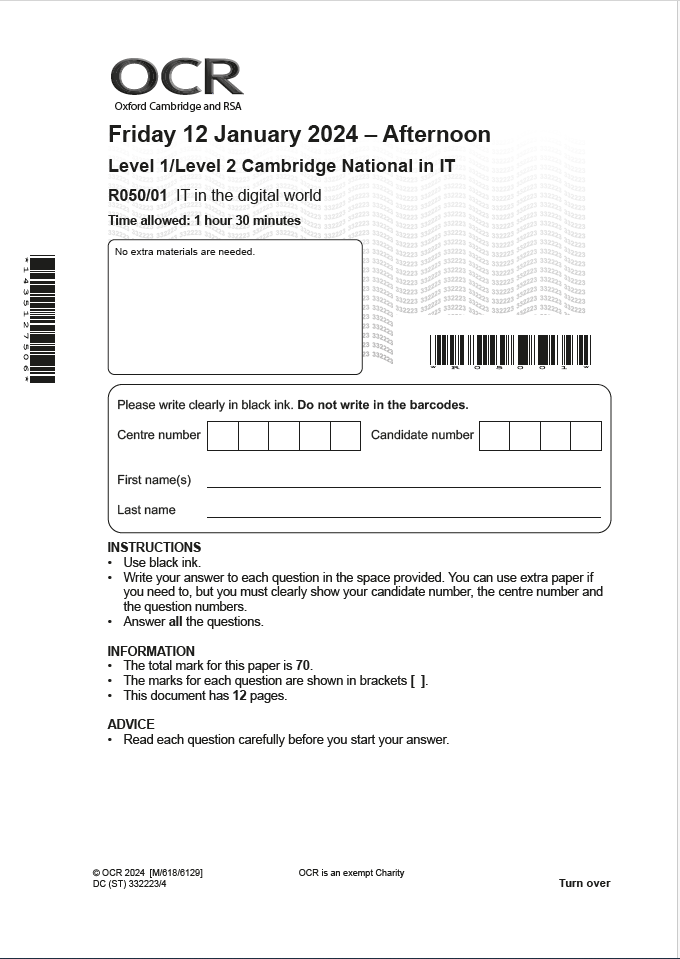 OCR
Oxford Cambridge and RSA
Friday 12 January 2024 – Afternoon
Level 1/Level 2 Cambridge National in IT
R050/01 IT in the digital world
Time allowed: 1 hour 30 minutes
No extra materials are needed.
*1435127506*
*R05001*
Please write clearly in black ink. Do not write in the barcodes.
Centre number Candidate number
First name(s)
Last name
INSTRUCTIONS
• Use black ink.
• Write your answer to each question in the space provided. You can use extra paper if
you need to, but you must clearly show your candidate number, the centre number and
the question numbers.
• Answer all the questions.
INFORMATION
• The total mark for this paper is 70.
• The marks for each question are shown in brackets [ ].
• This document has 12 pages.
ADVICE
• Read each question carefully before you start your answer.
© OCR 2024 [M/618/6129]
DC (ST) 332223/4
OCR is an exempt Charity
Turn over